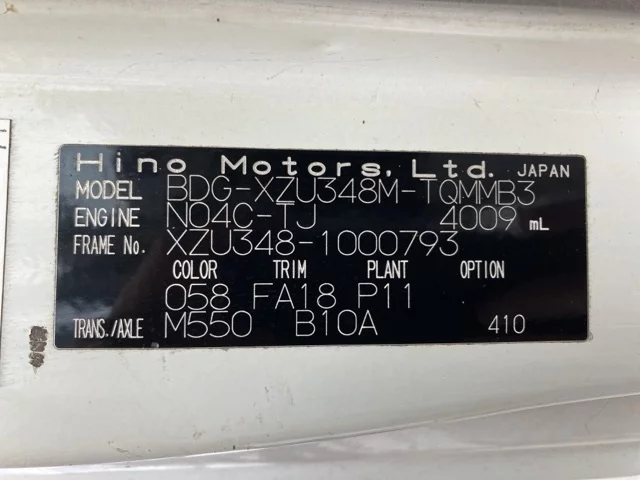 Hino Motors, Ltd. JAPAN
MODEL BDG-XZU348M-TQMMB3
ENGINE N04C-TJ 4009 mL
FRAME No. XZU348-1000793
COLOR TRIM PLANT OPTION
058 FA18 P11
TRANS./AXLE M550 B10A 410